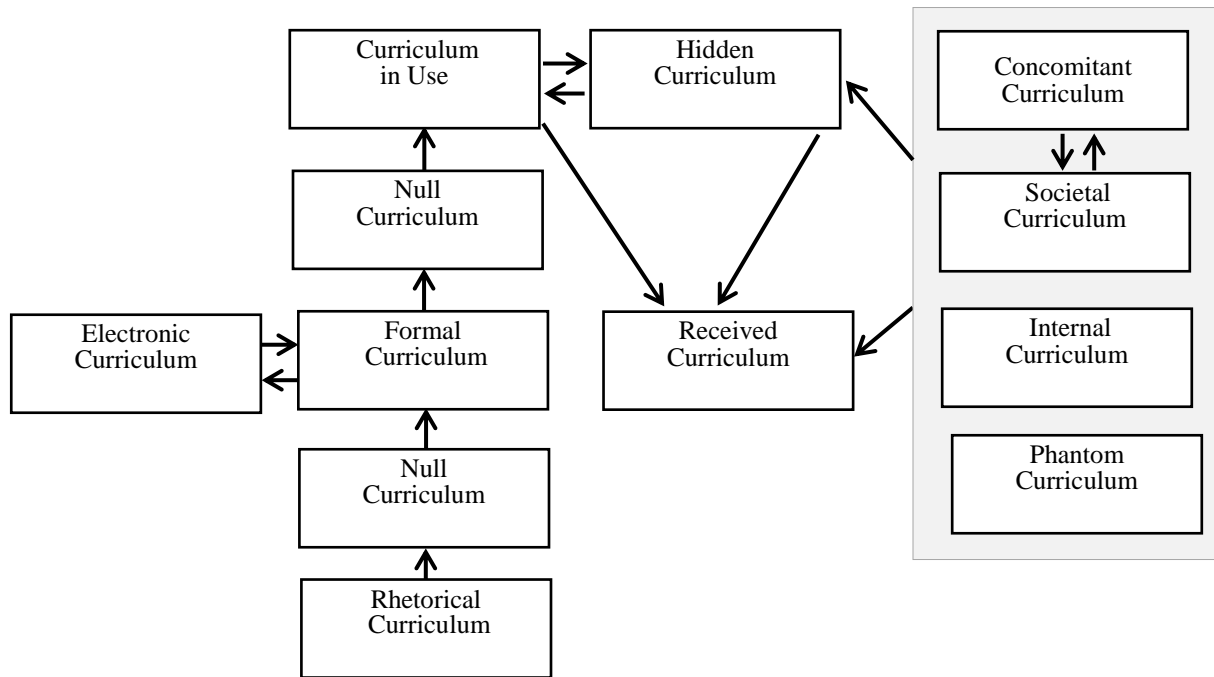 Curriculum
in Use
Hidden
Curriculum
Concomitant
Curriculum
Null
Curriculum
Societal
Curriculum
Electronic
Curriculum
Formal
Curriculum
Received
Curriculum
Internal
Curriculum
Null
Curriculum
Phantom
Curriculum
Rhetorical
Curriculum